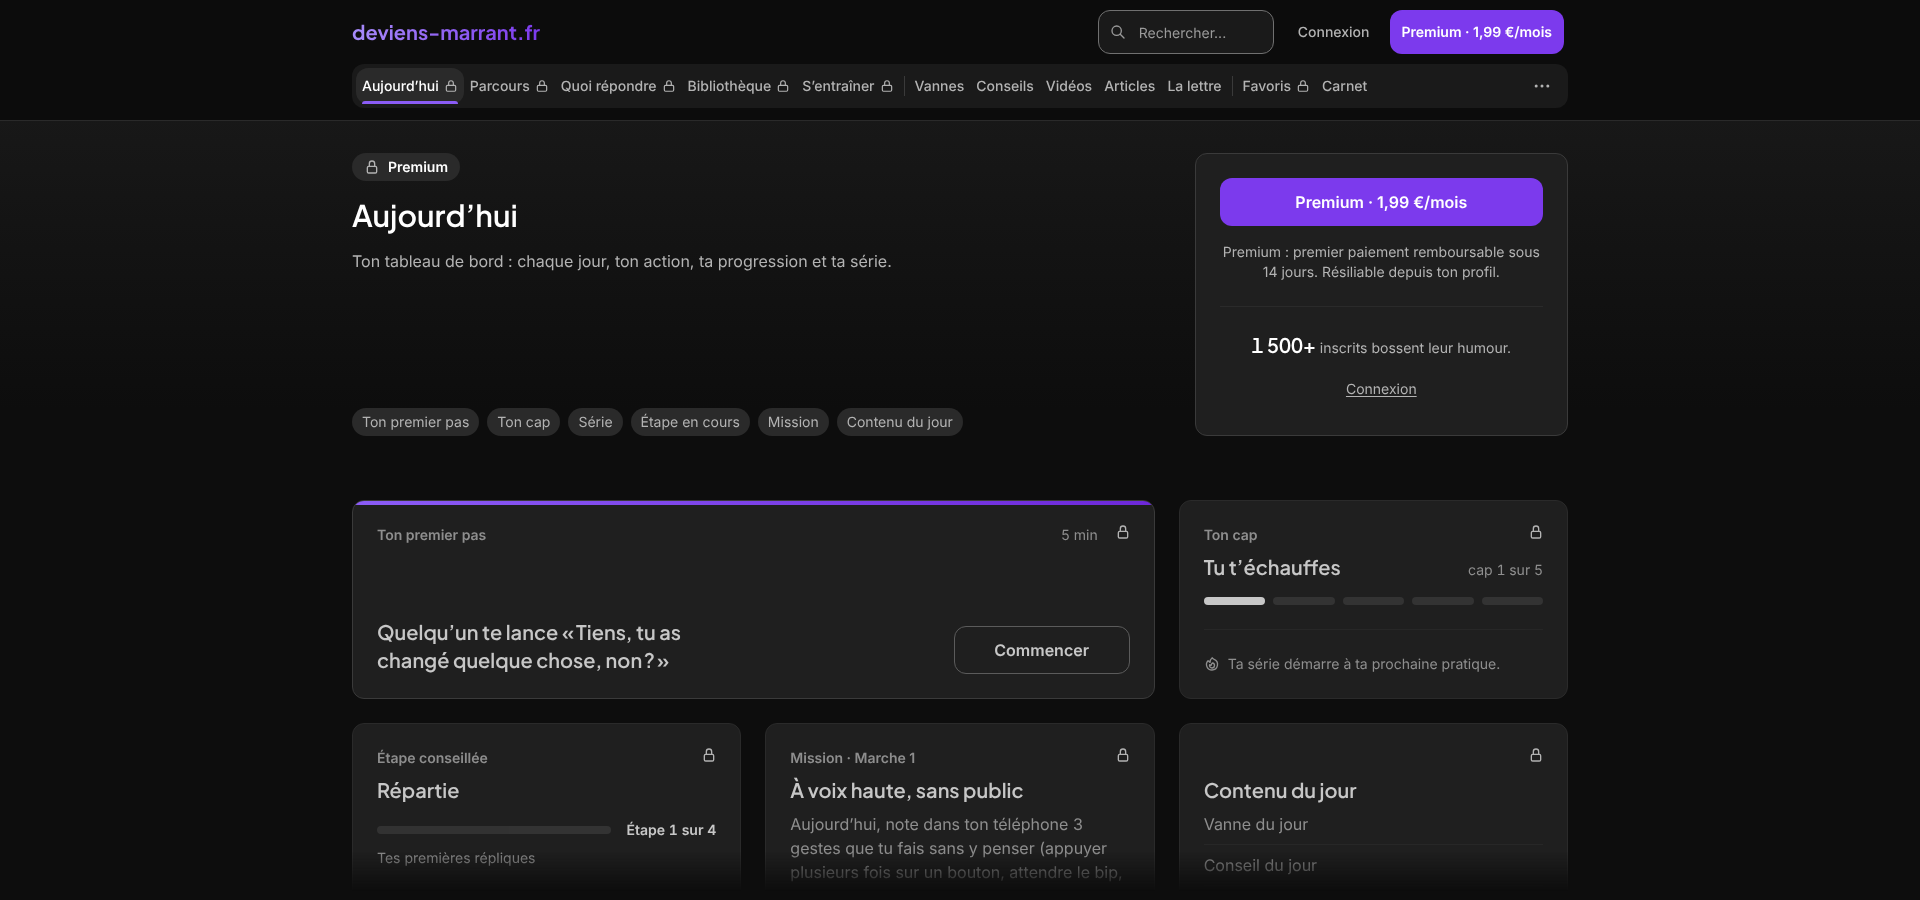 deviens-marrant.fr
Rechercher...
Connexion
Premium · 1,99 €/mois
Aujourd’hui
Parcours
Quoi répondre
Bibliothèque
S’entraîner
Vannes
Conseils
Vidéos
Articles
La lettre
Favoris
Carnet
Premium
Aujourd’hui
Ton tableau de bord : chaque jour, ton action, ta progression et ta série.
Ton premier pas
Ton cap
Série
Étape en cours
Mission
Contenu du jour
Premium · 1,99 €/mois
Premium : premier paiement remboursable sous
14 jours. Résiliable depuis ton profil.
1 500+ inscrits bossent leur humour.
Connexion
Ton premier pas
5 min
Quelqu’un te lance « Tiens, tu as
changé quelque chose, non ? »
Commencer
Ton cap
Tu t’échauffes
cap 1 sur 5
Ta série démarre à ta prochaine pratique.
Étape conseillée
Répartie
Étape 1 sur 4
Tes premières répliques
Mission · Marche 1
À voix haute, sans public
Aujourd’hui, note dans ton téléphone 3
gestes que tu fais sans y penser (appuyer
plusieurs fois sur un bouton, attendre le bip,
Contenu du jour
Vanne du jour
Conseil du jour